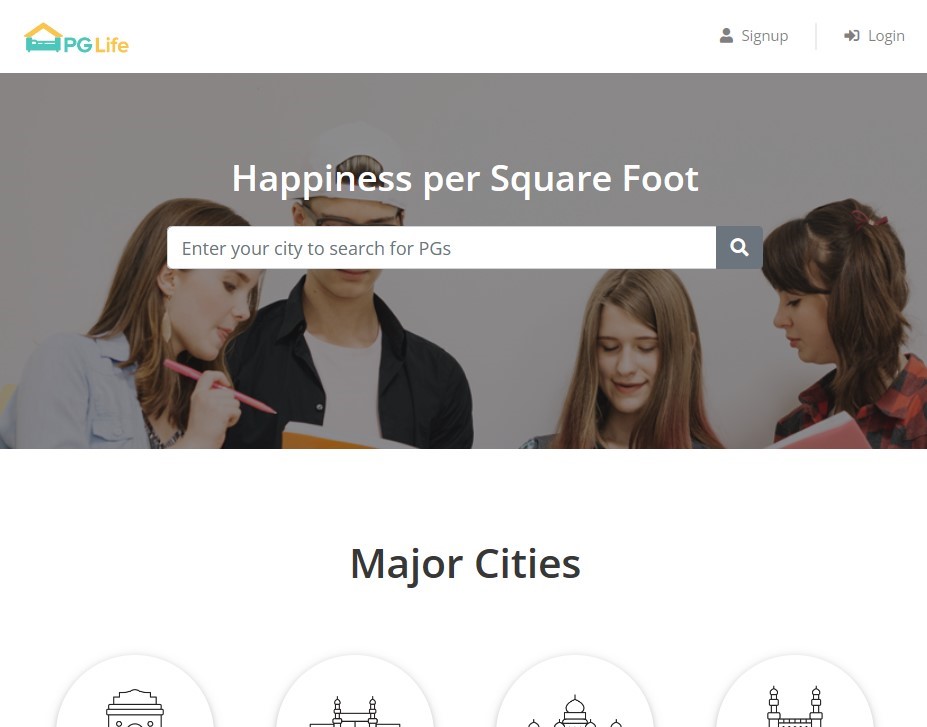 PG Life
Signup
Login
Happiness per Square Foot
Enter your city to search for PGs
Major Cities